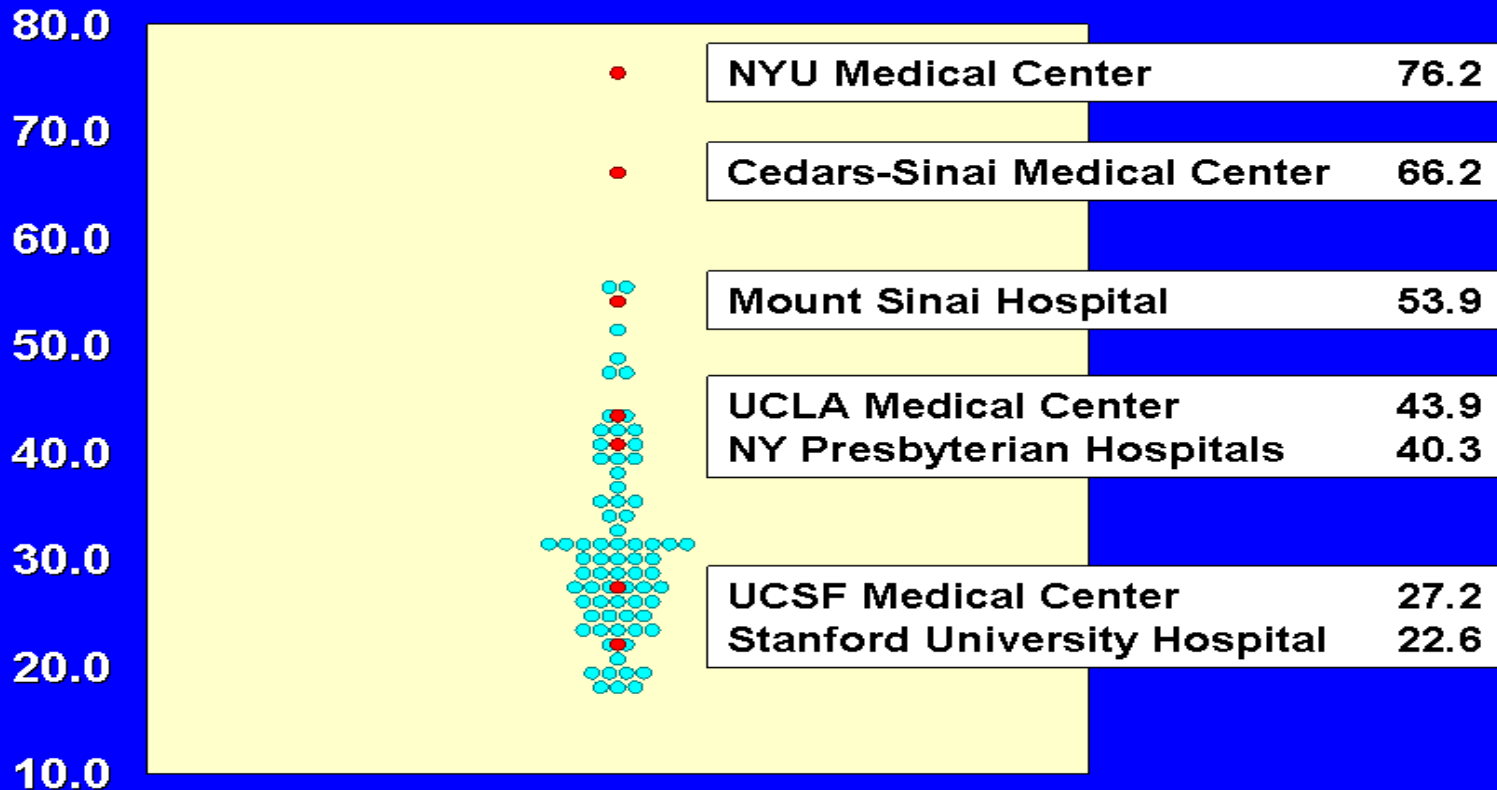 80.0
70.0
60.0
50.0
40.0
30.0
20.0
10.0
NYU Medical Center 76.2
Cedars-Sinai Medical Center 66.2
Mount Sinai Hospital 53.9
UCLA Medical Center 43.9
NY Presbyterian Hospitals 40.3
UCSF Medical Center 27.2
Stanford University Hospital 22.6